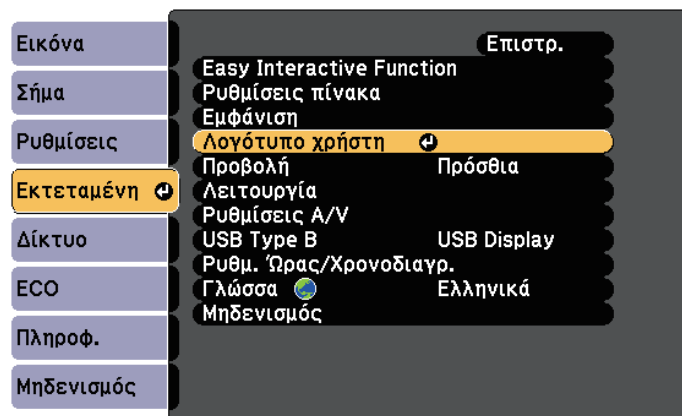 Εικόνα
Σήμα
Ρυθμίσεις
Εκτεταμένη
Δίκτυο
ECO
Πληροφ.
Μηδενισμός
Επιστρ.
Easy Interactive Function
Ρυθμίσεις πίνακα
Εμφάνιση
Λογότυπο χρήστη
Προβολή Πρόσθια
Λειτουργία
Ρυθμίσεις A/V
USB Type B USB Display
Ρυθμ. Ώρας/Χρονοδιαγρ.
Γλώσσα Ελληνικά
Μηδενισμός